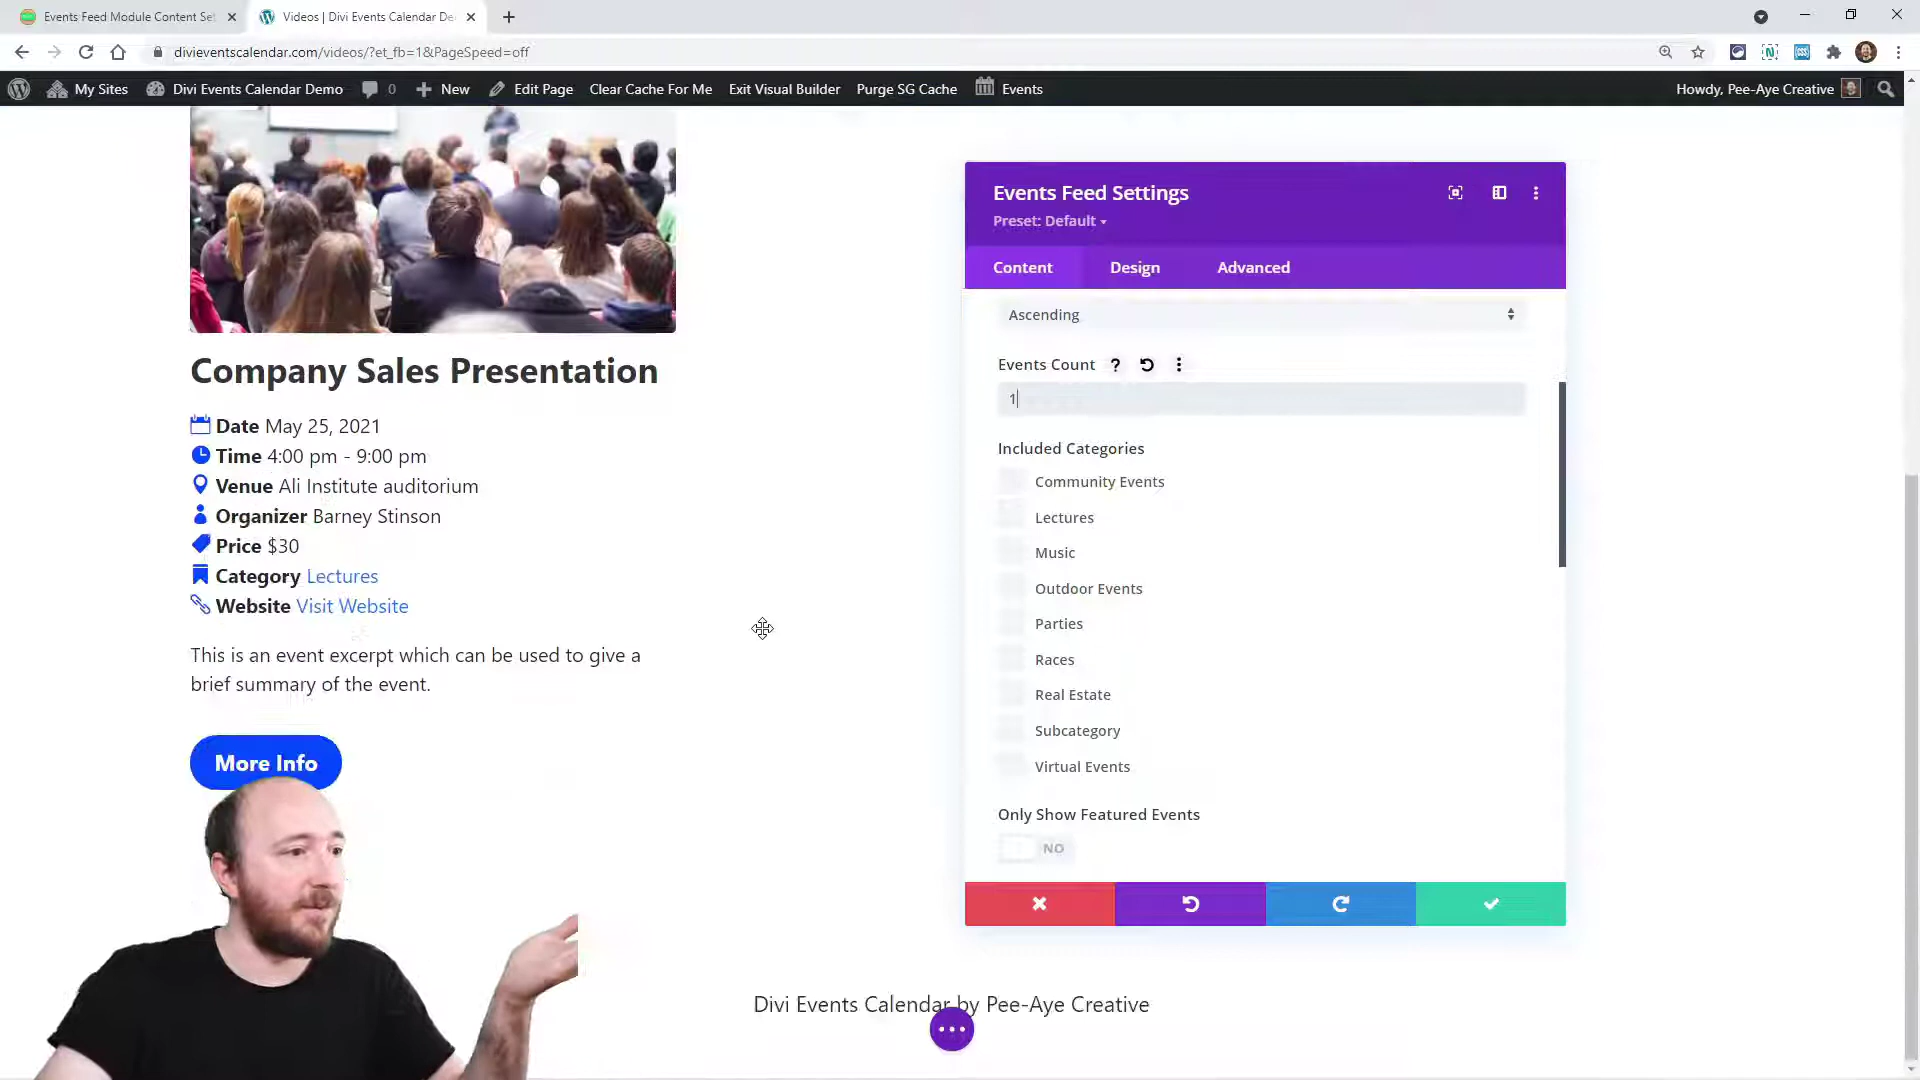 Events Feed Module Content Set
Videos | Divi Events Calendar De
divieventscalendar.com/videos/?et_fb=1&PageSpeed=off
My Sites
Divi Events Calendar Demo
0
New
Edit Page
Clear Cache For Me
Exit Visual Builder
Purge SG Cache
Events
Howdy, Pee-Aye Creative
Company Sales Presentation
Date May 25, 2021
Time 4:00 pm - 9:00 pm
Venue Ali Institute auditorium
Organizer Barney Stinson
Price $30
Category Lectures
Website Visit Website
This is an event excerpt which can be used to give a
brief summary of the event.
More Info
Events Feed Settings
Preset: Default
Content
Design
Advanced
Ascending
Events Count ?
1
Included Categories
Community Events
Lectures
Music
Outdoor Events
Parties
Races
Real Estate
Subcategory
Virtual Events
Only Show Featured Events
NO
Divi Events Calendar by Pee-Aye Creative